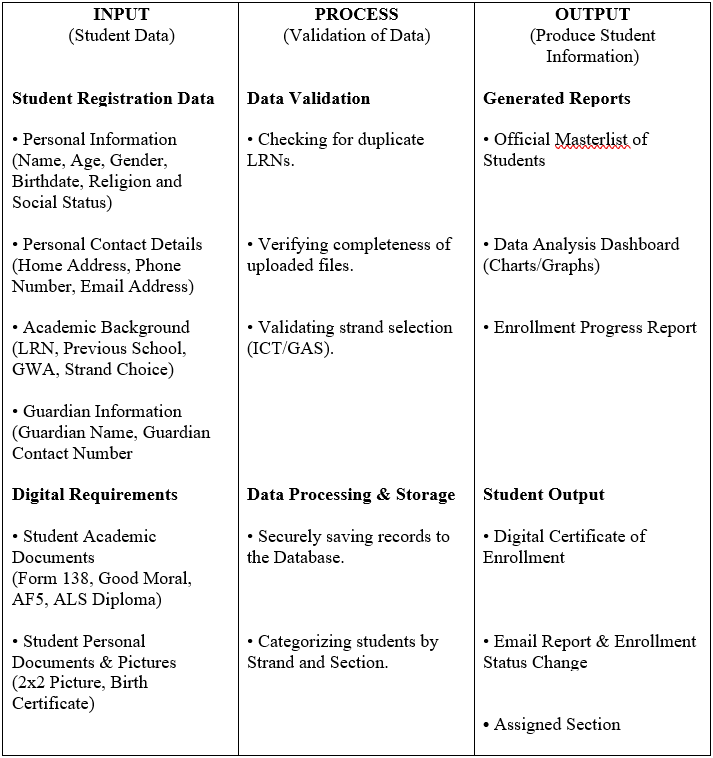 INPUT
(Student Data)
Student Registration Data
• Personal Information
(Name, Age, Gender,
Birthdate, Religion and
Social Status)
• Personal Contact Details
(Home Address, Phone
Number, Email Address)
• Academic Background
(LRN, Previous School,
GWA, Strand Choice)
• Guardian Information
(Guardian Name, Guardian
Contact Number
Digital Requirements
• Student Academic
Documents
(Form 138, Good Moral,
AF5, ALS Diploma)
• Student Personal
Documents & Pictures
(2x2 Picture, Birth
Certificate)
PROCESS
(Validation of Data)
Data Validation
• Checking for duplicate
LRNs.
• Verifying completeness of
uploaded files.
• Validating strand selection
(ICT/GAS).
Data Processing & Storage
• Securely saving records to
the Database.
• Categorizing students by
Strand and Section.
OUTPUT
(Produce Student
Information)
Generated Reports
• Official Masterlist of
Students
• Data Analysis Dashboard
(Charts/Graphs)
• Enrollment Progress Report
Student Output
• Digital Certificate of
Enrollment
• Email Report & Enrollment
Status Change
• Assigned Section